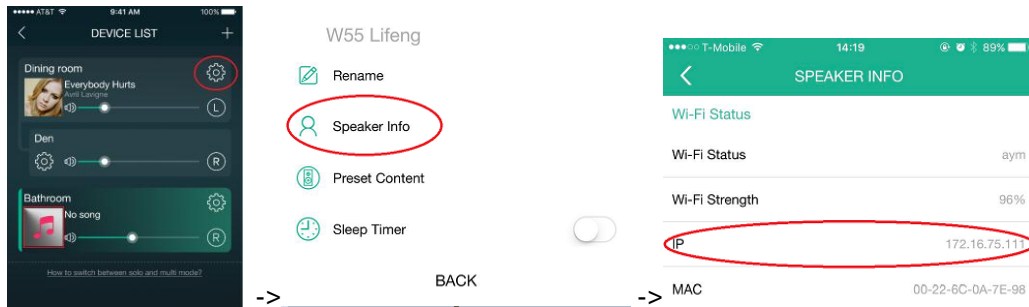 AT&T 9:41 AM 100%
DEVICE LIST
Dining room
Everybody Hurts
Avril Lavigne
L
Den
R
Bathroom
No song
R
How to switch between solo and multi mode?
->
W55 Lifeng
Rename
Speaker Info
Preset Content
Sleep Timer
BACK
->
T-Mobile 14:19 89%
SPEAKER INFO
Wi-Fi Status
Wi-Fi Status aym
Wi-Fi Strength 96%
IP 172.16.75.111
MAC 00-22-6C-0A-7E-98